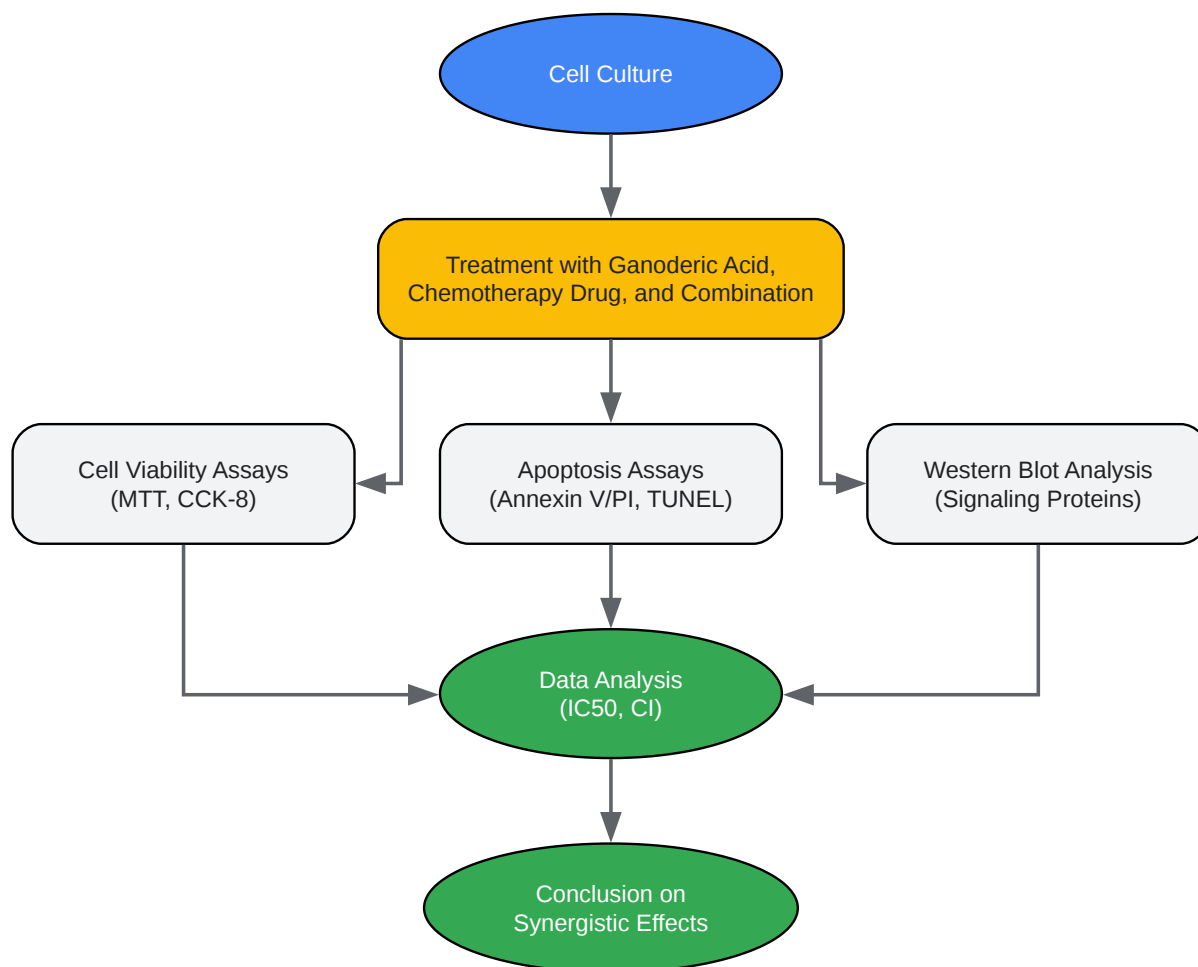 Cell Culture
Treatment with Ganoderic Acid,
Chemotherapy Drug, and Combination
Cell Viability Assays
(MTT, CCK-8)
Apoptosis Assays
(Annexin V/PI, TUNEL)
Western Blot Analysis
(Signaling Proteins)
Data Analysis
(IC50, CI)
Conclusion on
Synergistic Effects